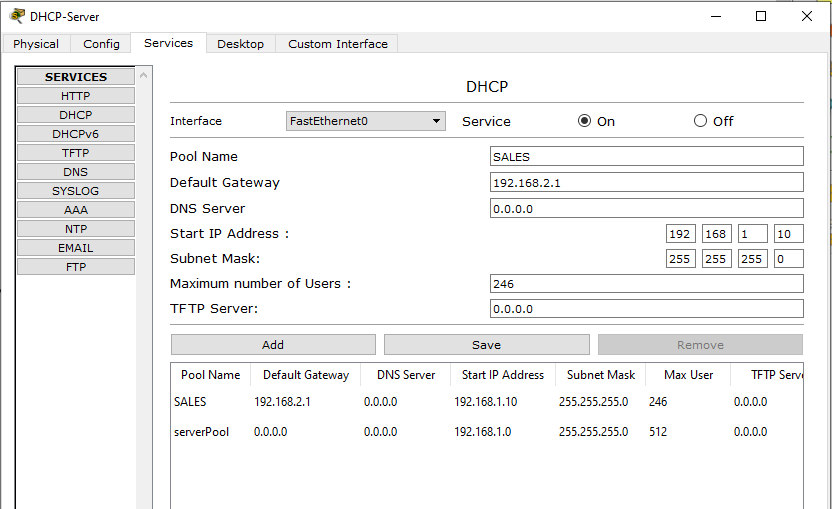 DHCP-Server
Physical Config Services Desktop Custom Interface
SERVICES
HTTP
DHCP
DHCPv6
TFTP
DNS
SYSLOG
AAA
NTP
EMAIL
FTP
DHCP
Interface FastEthernet0 Service On Off
Pool Name SALES
Default Gateway 192.168.2.1
DNS Server 0.0.0.0
Start IP Address : 192 168 1 10
Subnet Mask: 255 255 255 0
Maximum number of Users : 246
TFTP Server: 0.0.0.0
Add Save Remove
Pool Name Default Gateway DNS Server Start IP Address Subnet Mask Max User TFTP Serve
SALES 192.168.2.1 0.0.0.0 192.168.1.10 255.255.255.0 246 0.0.0.0
serverPool 0.0.0.0 0.0.0.0 192.168.1.0 255.255.255.0 512 0.0.0.0